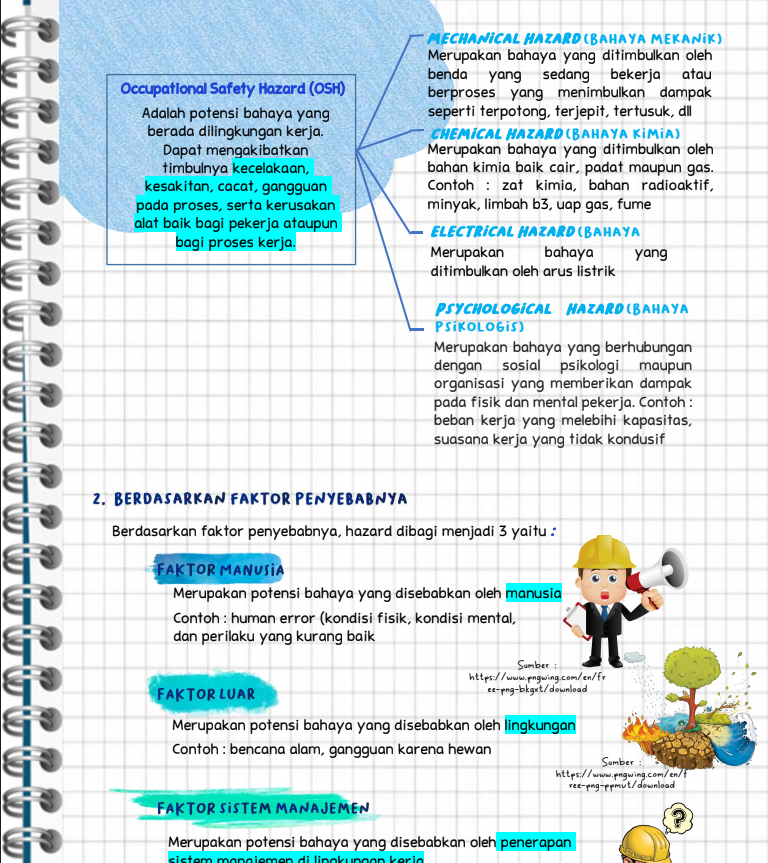 Occupational Safety Hazard (OSH)
Adalah potensi bahaya yang
berada dilingkungan kerja.
Dapat mengakibatkan
timbulnya kecelakaan,
kesakitan, cacat, gangguan
pada proses, serta kerusakan
alat baik bagi pekerja ataupun
bagi proses kerja.
MECHANICAL HAZARD (BAHAYA MEKANIK)
Merupakan bahaya yang ditimbulkan oleh
benda yang sedang bekerja atau
berproses yang menimbulkan dampak
seperti terpotong, terjepit, tertusuk, dll
CHEMICAL HAZARD (BAHAYA KIMIA)
Merupakan bahaya yang ditimbulkan oleh
bahan kimia baik cair, padat maupun gas.
Contoh : zat kimia, bahan radioaktif,
minyak, limbah b3, uap gas, fume
ELECTRICAL HAZARD (BAHAYA
Merupakan bahaya yang
ditimbulkan oleh arus listrik
PSYCHOLOGICAL HAZARD (BAHAYA
PSIKOLOGIS)
Merupakan bahaya yang berhubungan
dengan sosial psikologi maupun
organisasi yang memberikan dampak
pada fisik dan mental pekerja. Contoh :
beban kerja yang melebihi kapasitas,
suasana kerja yang tidak kondusif
2. BERDASARKAN FAKTOR PENYEBABNYA
Berdasarkan faktor penyebabnya, hazard dibagi menjadi 3 yaitu :
FAKTOR MANUSIA
Merupakan potensi bahaya yang disebabkan oleh manusia
Contoh : human error (kondisi fisik, kondisi mental,
dan perilaku yang kurang baik
Sumber :
https://www.pngwing.com/en/fr
ee-png-bkgxt/download
FAKTOR LUAR
Merupakan potensi bahaya yang disebabkan oleh lingkungan
Contoh : bencana alam, gangguan karena hewan
Sumber :
https://www.pngwing.com/en/f
ree-png-ppmvt/download
FAKTOR SISTEM MANAJEMEN
?
Merupakan potensi bahaya yang disebabkan oleh penerapan
sistem manajemen di lingkungan kerja